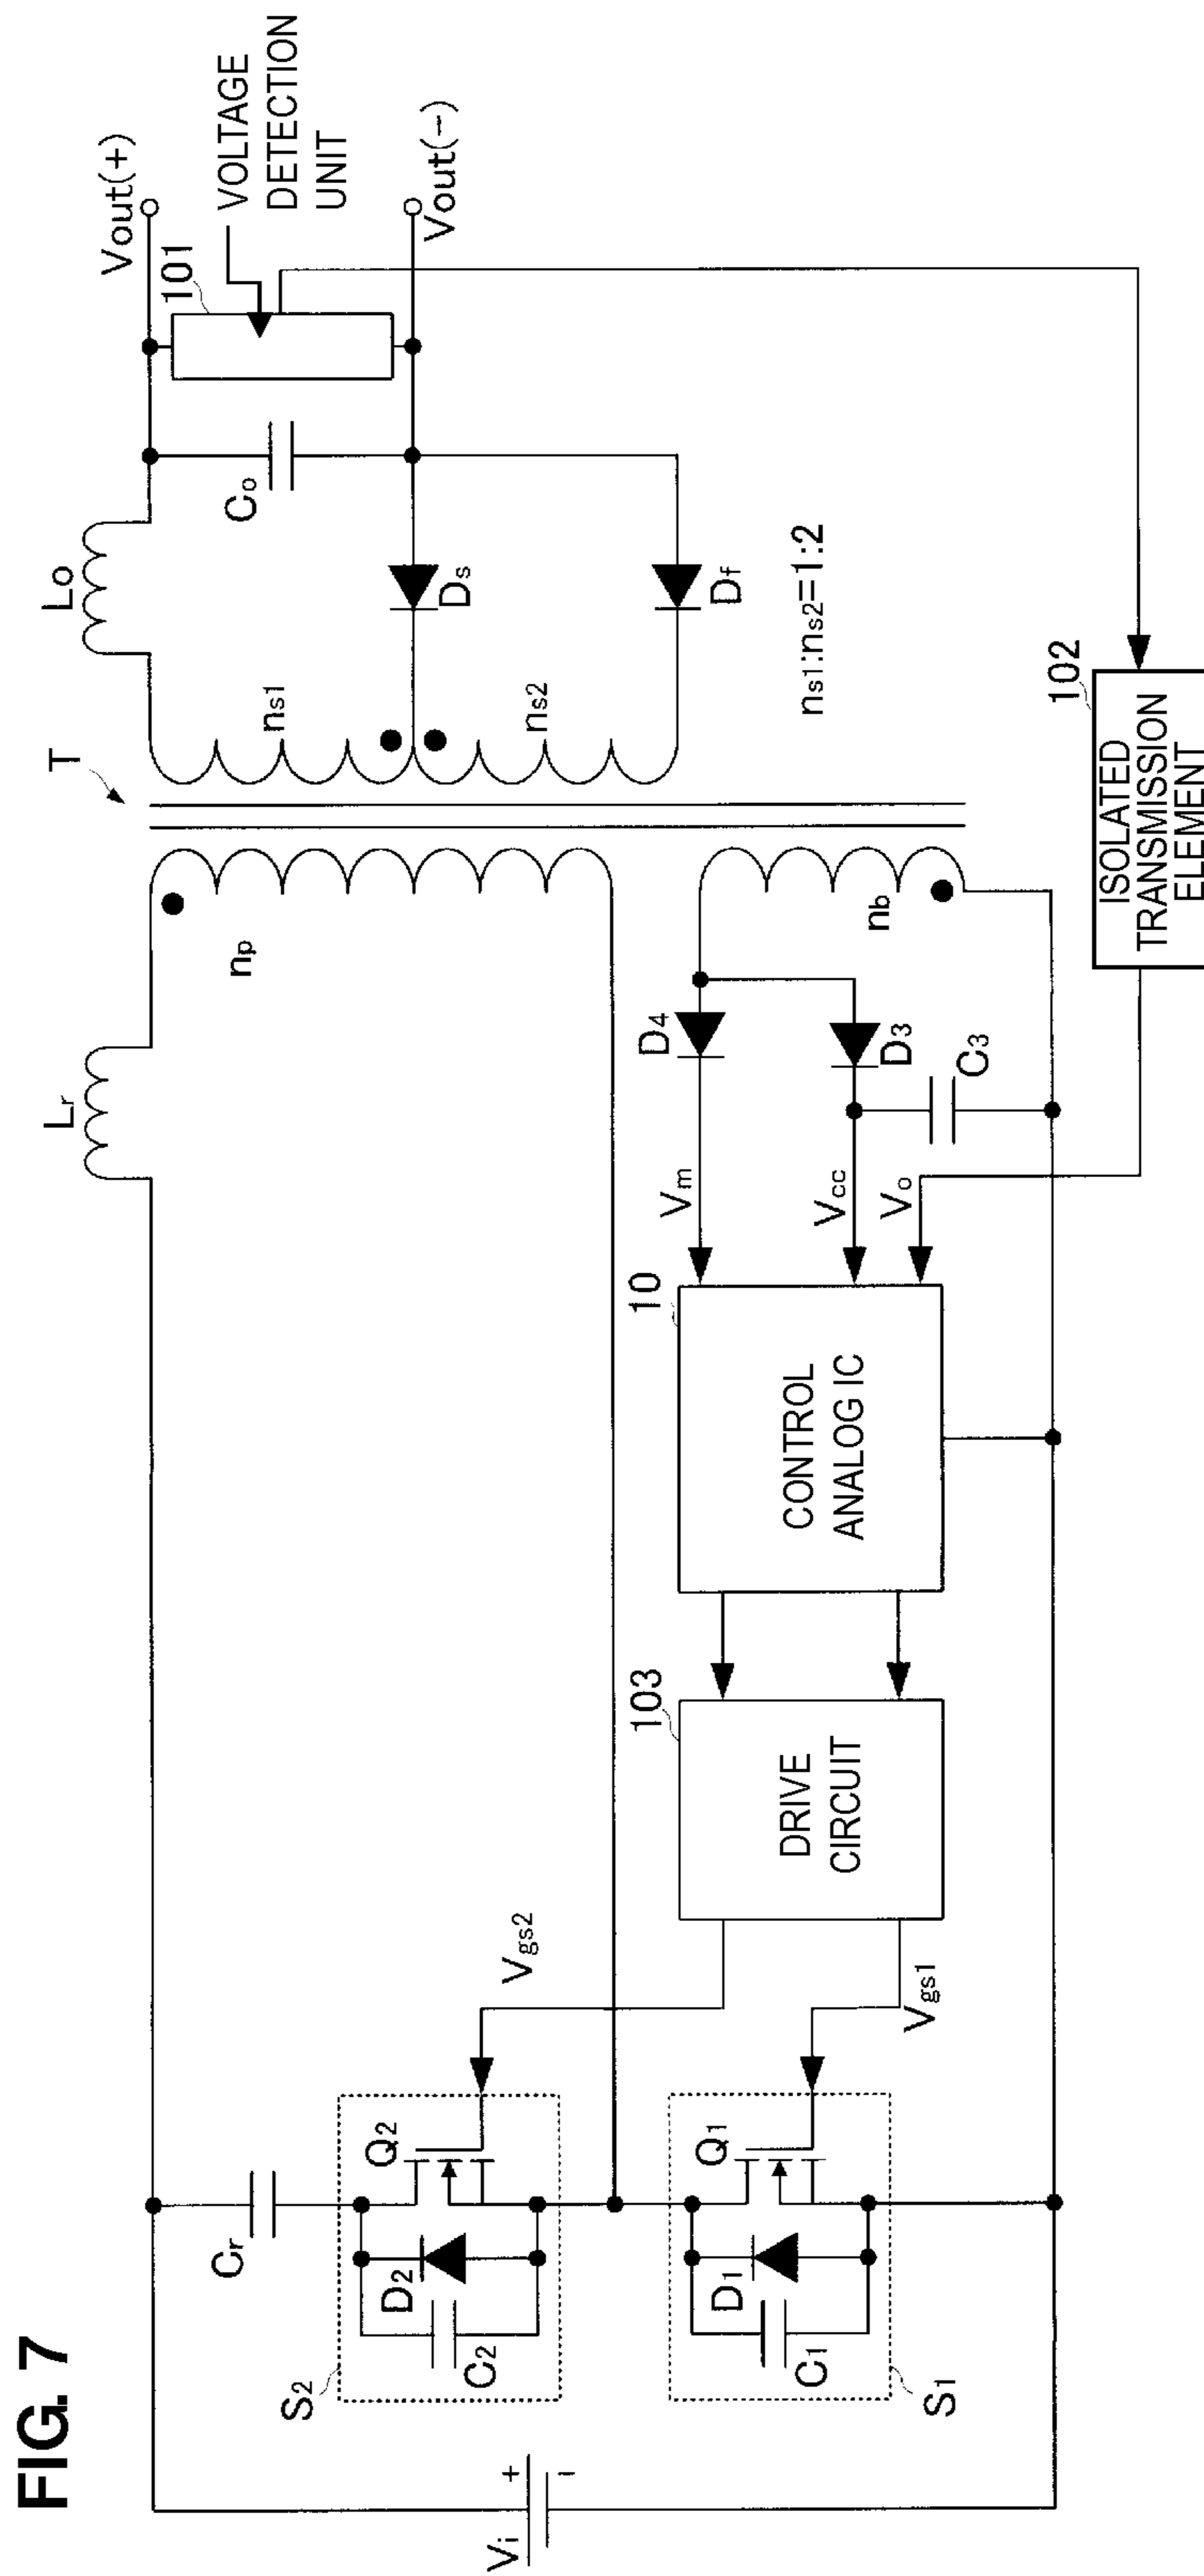 FIG. 7
Vi
+
−
Cr
S2
D2
C2
Q2
Vgs2
S1
D1
C1
Q1
Vgs1
103
DRIVE
CIRCUIT
10
CONTROL
ANALOG IC
Vm
Vcc
Vo
Lr
D4
D3
C3
np
nb
T
ns1
ns2
ns1:ns2=1:2
Lo
Ds
Df
Co
101
Vout(+)
Vout(−)
VOLTAGE
DETECTION
UNIT
102
ISOLATED
TRANSMISSION
ELEMENT